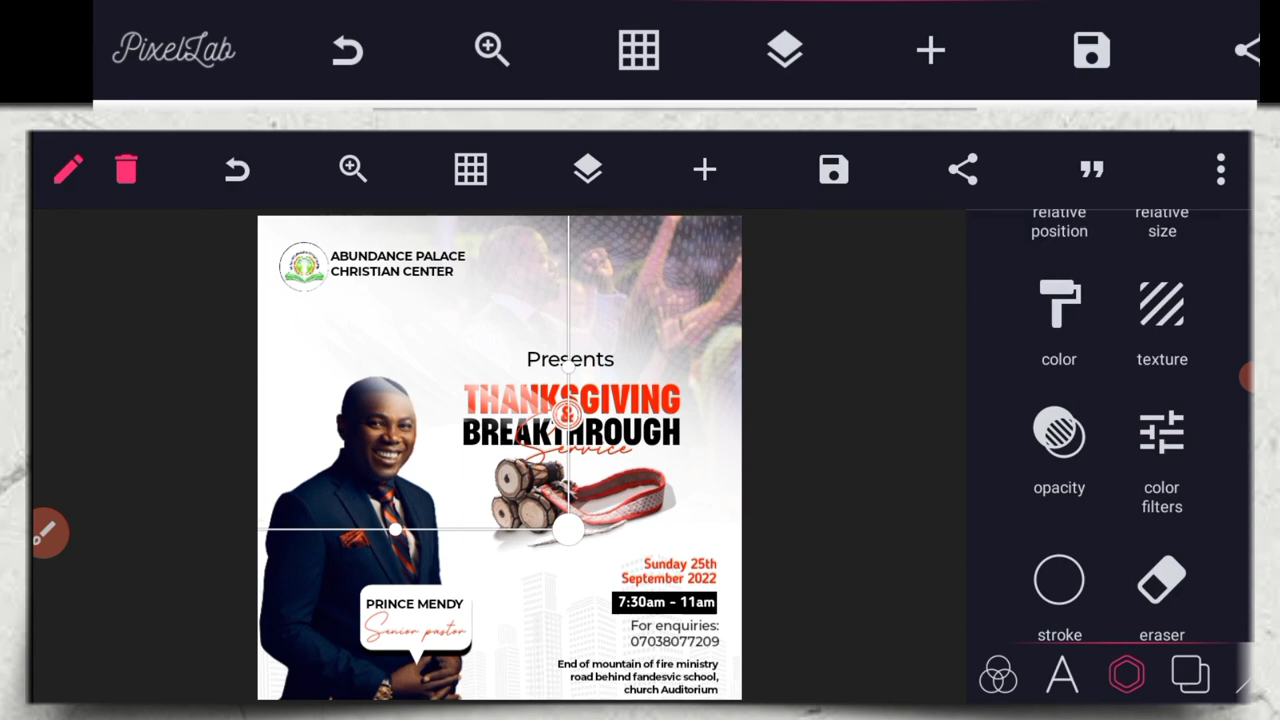 PixelLab
ABUNDANCE PALACE
CHRISTIAN CENTER
Presents
THANKSGIVING
&
BREAKTHROUGH
Service
PRINCE MENDY
Senior pastor
Sunday 25th
September 2022
7:30am - 11am
For enquiries:
07038077209
End of mountain of fire ministry
road behind fandesvic school,
church Auditorium
relative
position
relative
size
color
texture
opacity
color
filters
stroke
eraser